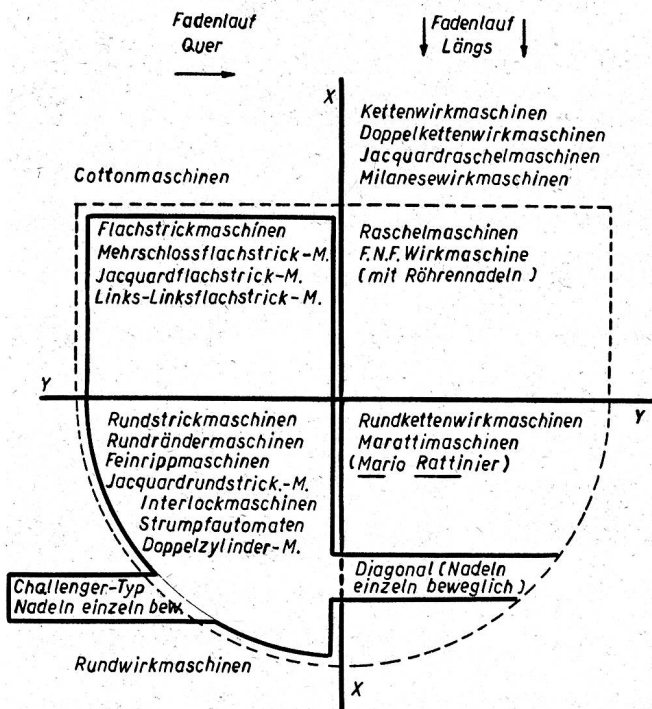 Fadenlauf
Quer
Fadenlauf
Längs
X
Kettenwirkmaschinen
Doppelkettenwirkmaschinen
Jacquardraschelmaschinen
Milanesewirkmaschinen
Cottonmaschinen
Flachstrickmaschinen
Mehrschlossflachstrick-M.
Jacquardflachstrick-M.
Links-Linksflachstrick-M.
Raschelmaschinen
F.N.F. Wirkmaschine
(mit Röhrennadeln)
Y
Y
Rundstrickmaschinen
Rundrändermaschinen
Feinrippmaschinen
Jacquardrundstrick.-M.
Interlockmaschinen
Strumpfautomaten
Doppelzylinder-M.
Rundkettenwirkmaschinen
Marattimaschinen
(Mario Rattinier)
Diagonal (Nadeln
einzeln beweglich)
Challenger-Typ
Nadeln einzeln bew.
Rundwirkmaschinen
X